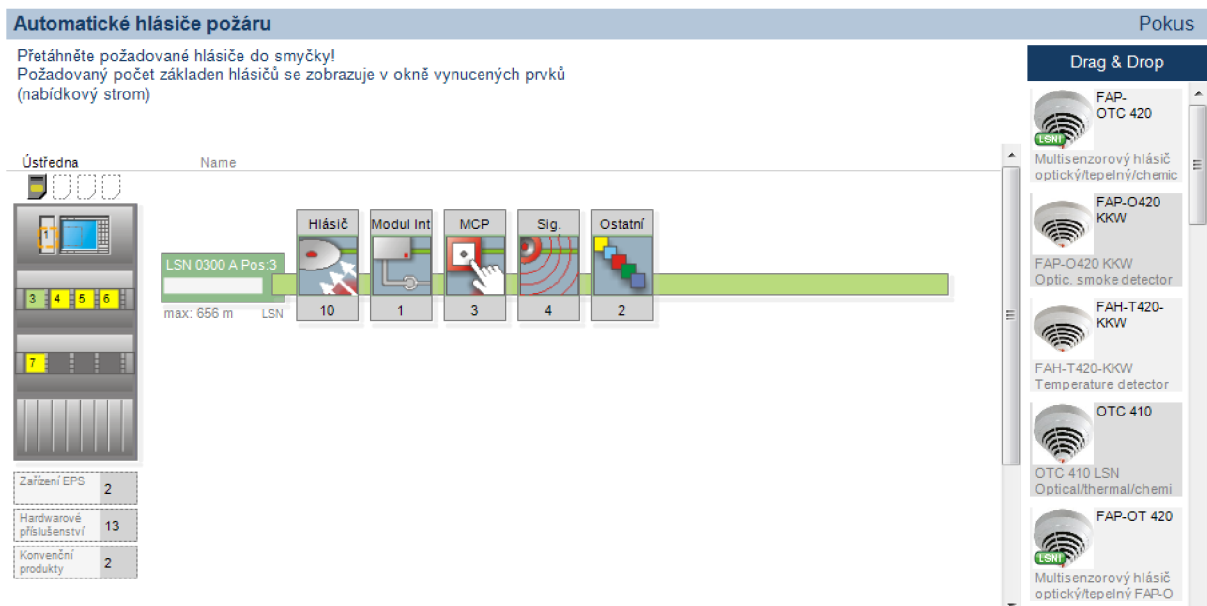 Automatické hlásiče požáru
Pokus
Přetáhněte požadované hlásiče do smyčky!
Požadovaný počet základen hlásičů se zobrazuje v okně vynucených prvků
(nabídkový strom)
Drag & Drop
Ústředna
Name
1
3 4 5 6
7
LSN 0300 A Pos:3
max: 656 m LSN
Hlásič
10
Modul Int
1
MCP
3
Sig.
4
Ostatní
2
Zařízení EPS
2
Hardwarové
příslušenství
13
Konvenční
produkty
2
FAP-
OTC 420
LSNi
Multisenzorový hlásič
optický/tepelný/chemic
FAP-O420
KKW
FAP-O420 KKW
Optic. smoke detector
FAH-T420-
KKW
FAH-T420-KKW
Temperature detector
OTC 410
OTC 410 LSN
Optical/thermal/chemi
FAP-OT 420
LSNi
Multisenzorový hlásič
optický/tepelný FAP-O